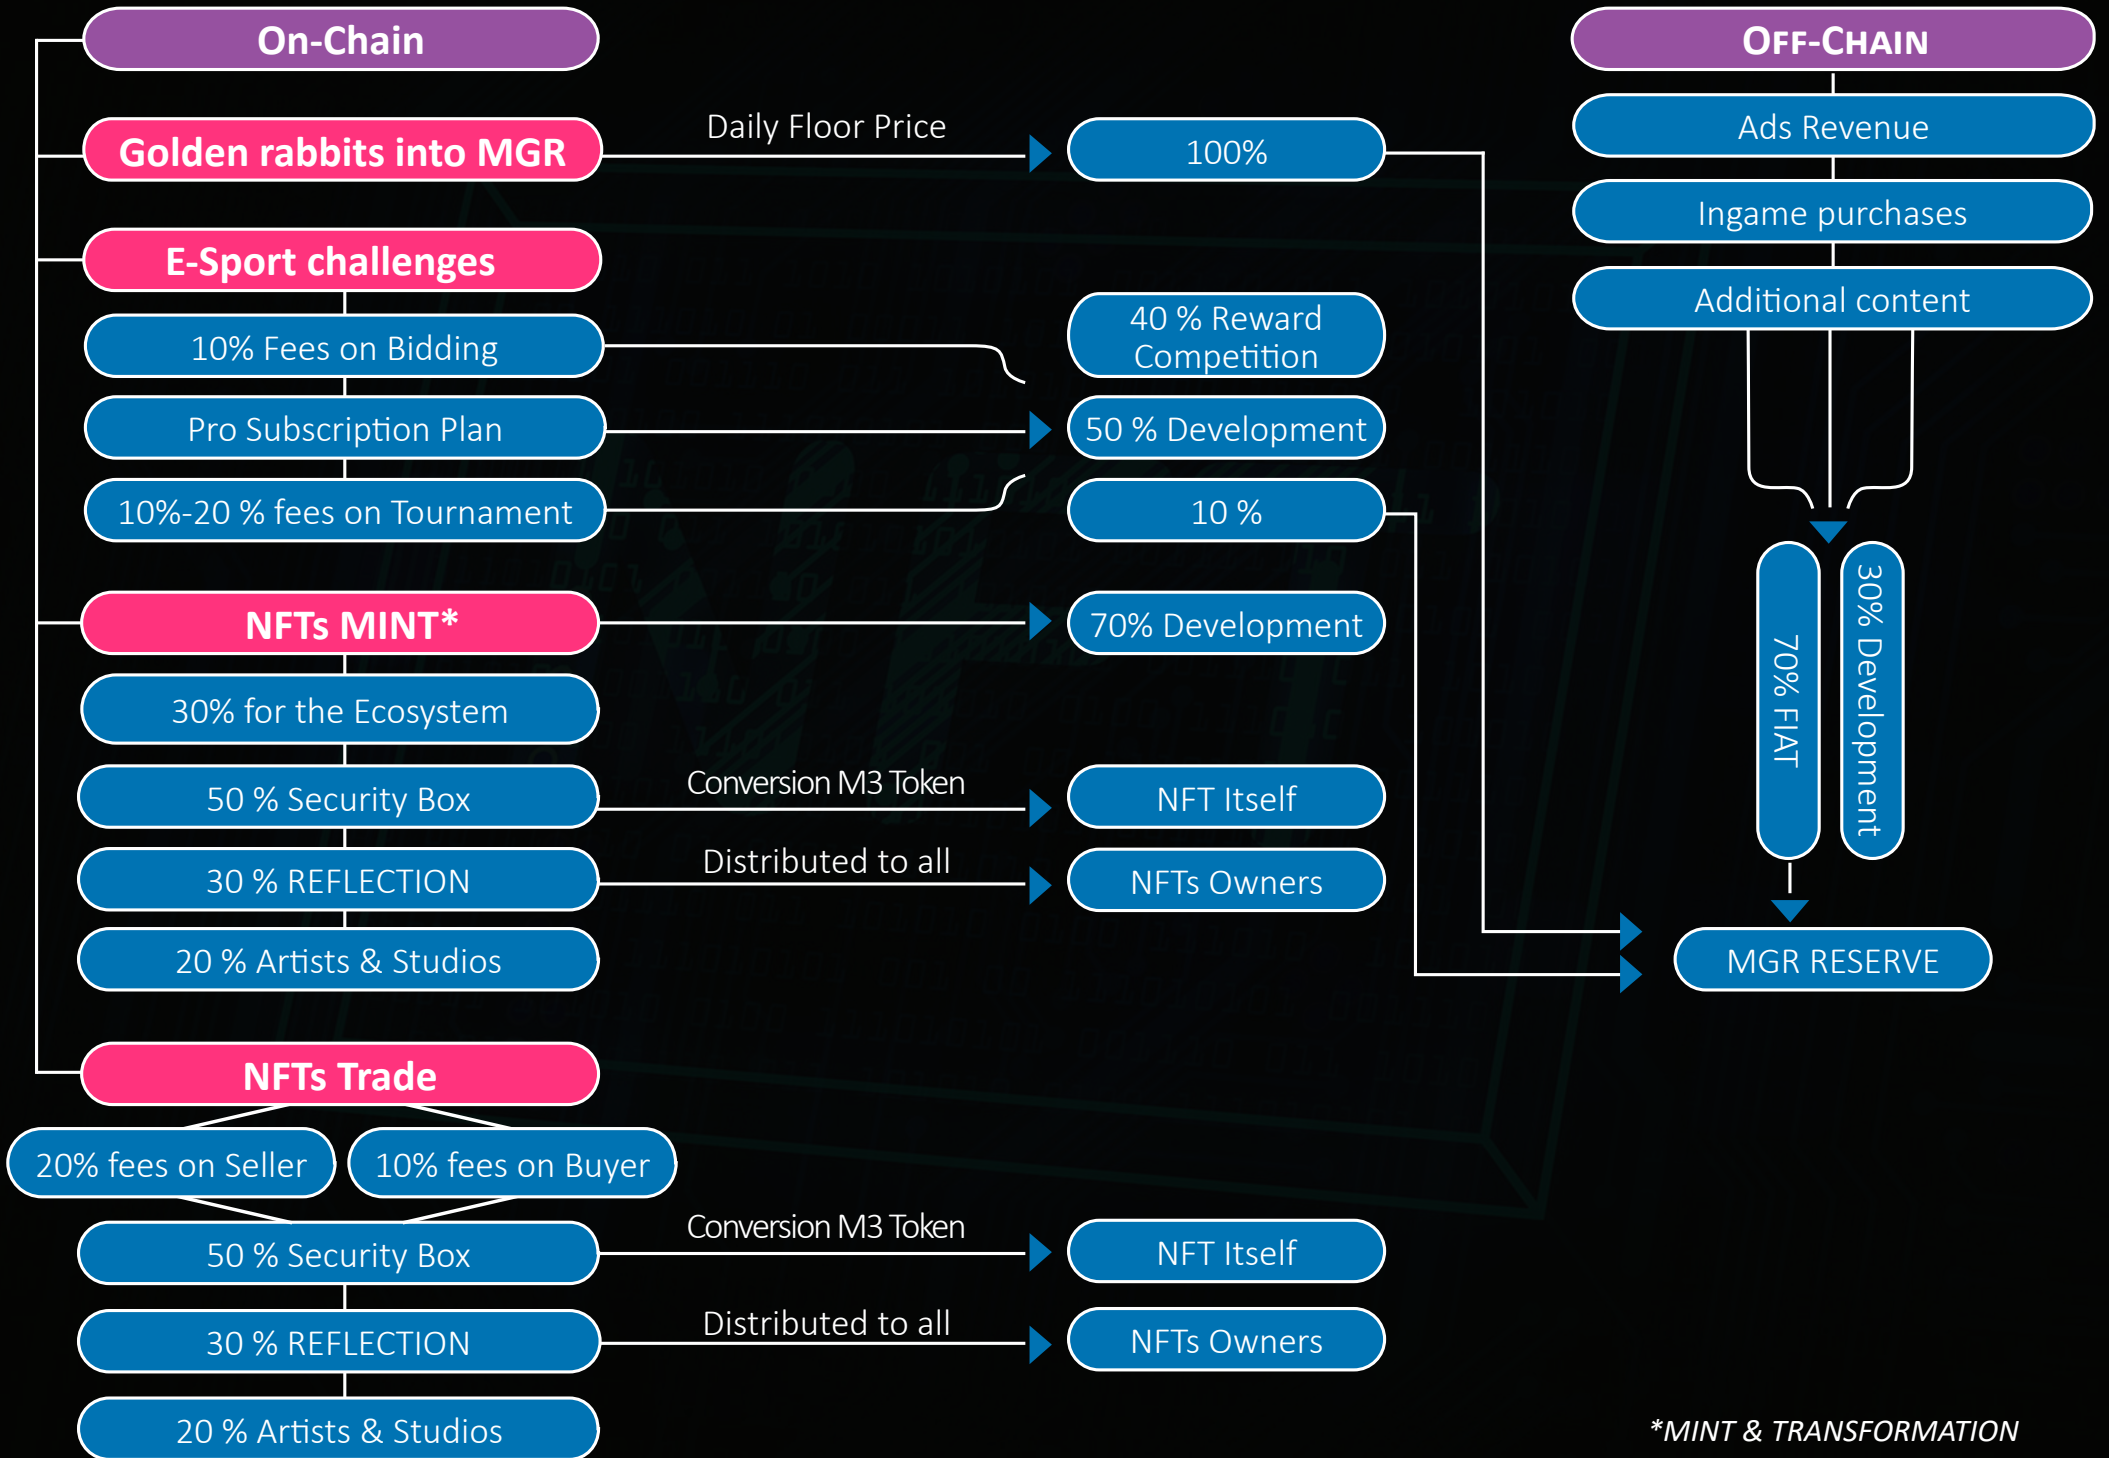 On-Chain
OFF-CHAIN
Golden rabbits into MGR
Daily Floor Price
100%
Ads Revenue
Ingame purchases
Additional content
E-Sport challenges
10% Fees on Bidding
Pro Subscription Plan
10%-20 % fees on Tournament
40 % Reward
Competition
50 % Development
10 %
70% FIAT
30% Development
MGR RESERVE
NFTs MINT*
70% Development
30% for the Ecosystem
50 % Security Box
Conversion M3 Token
NFT Itself
30 % REFLECTION
Distributed to all
NFTs Owners
20 % Artists & Studios
NFTs Trade
20% fees on Seller
10% fees on Buyer
50 % Security Box
Conversion M3 Token
NFT Itself
30 % REFLECTION
Distributed to all
NFTs Owners
20 % Artists & Studios
*MINT & TRANSFORMATION